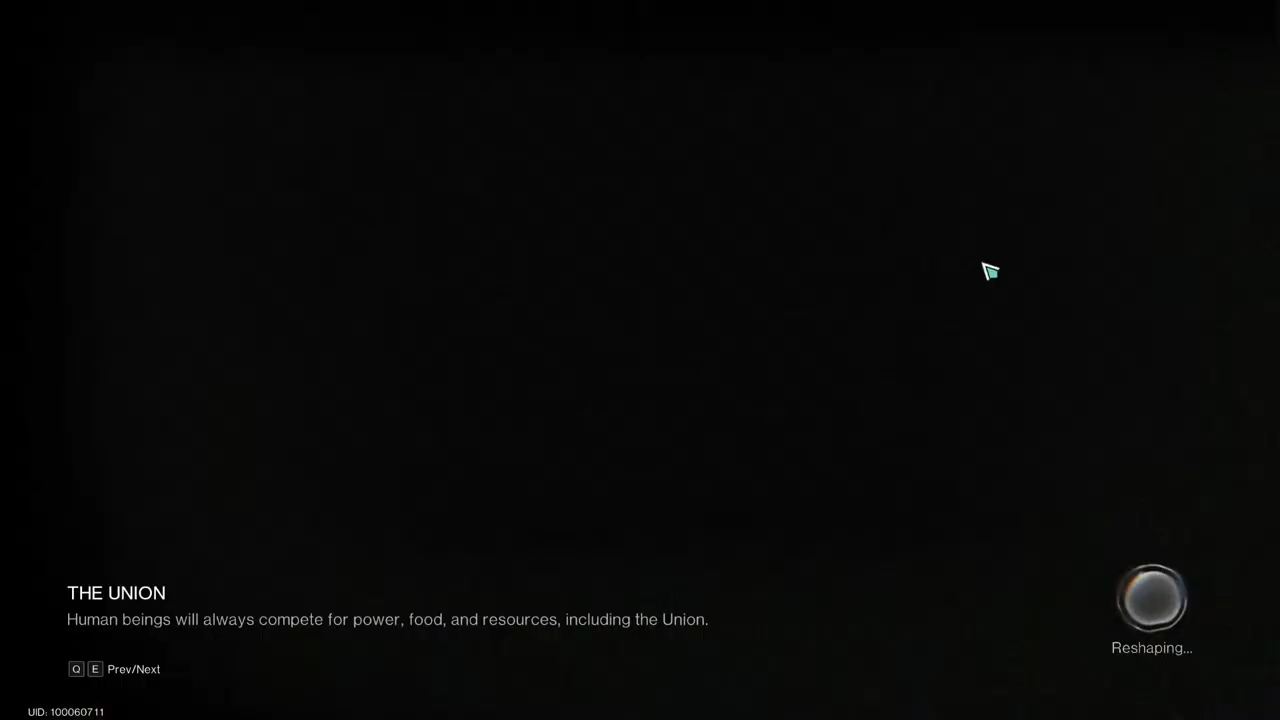 THE UNION
Human beings will always compete for power, food, and resources, including the Union.
Reshaping...
Q E Prev/Next
UID: 100060711